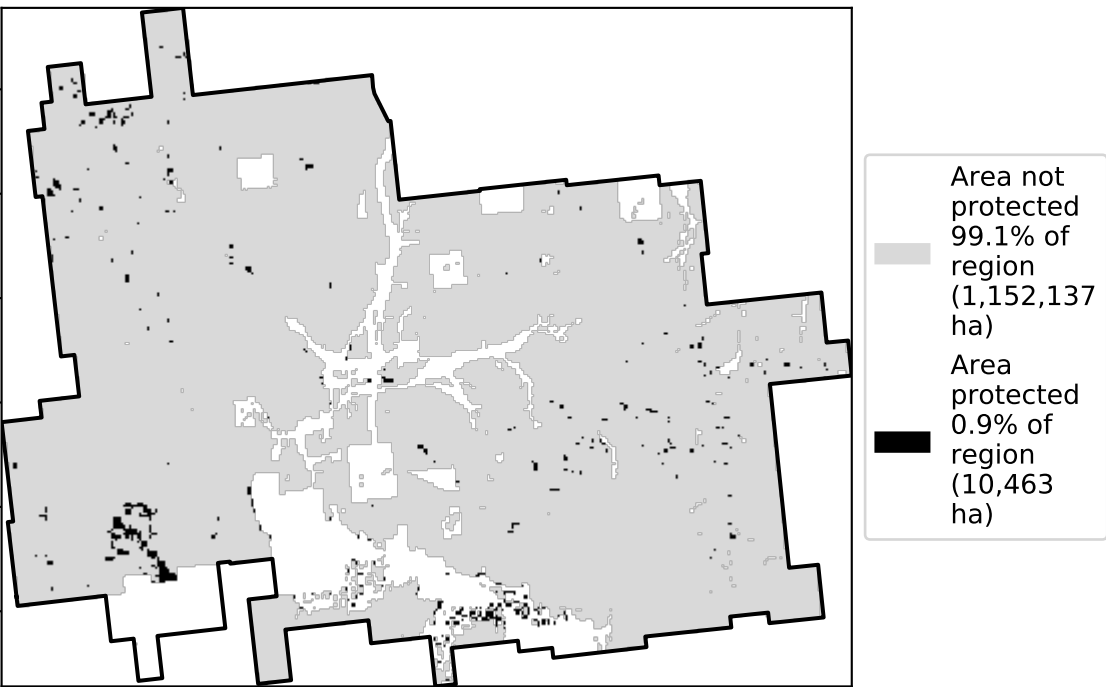 Area not
protected
99.1% of
region
(1,152,137
ha)
Area
protected
0.9% of
region
(10,463
ha)